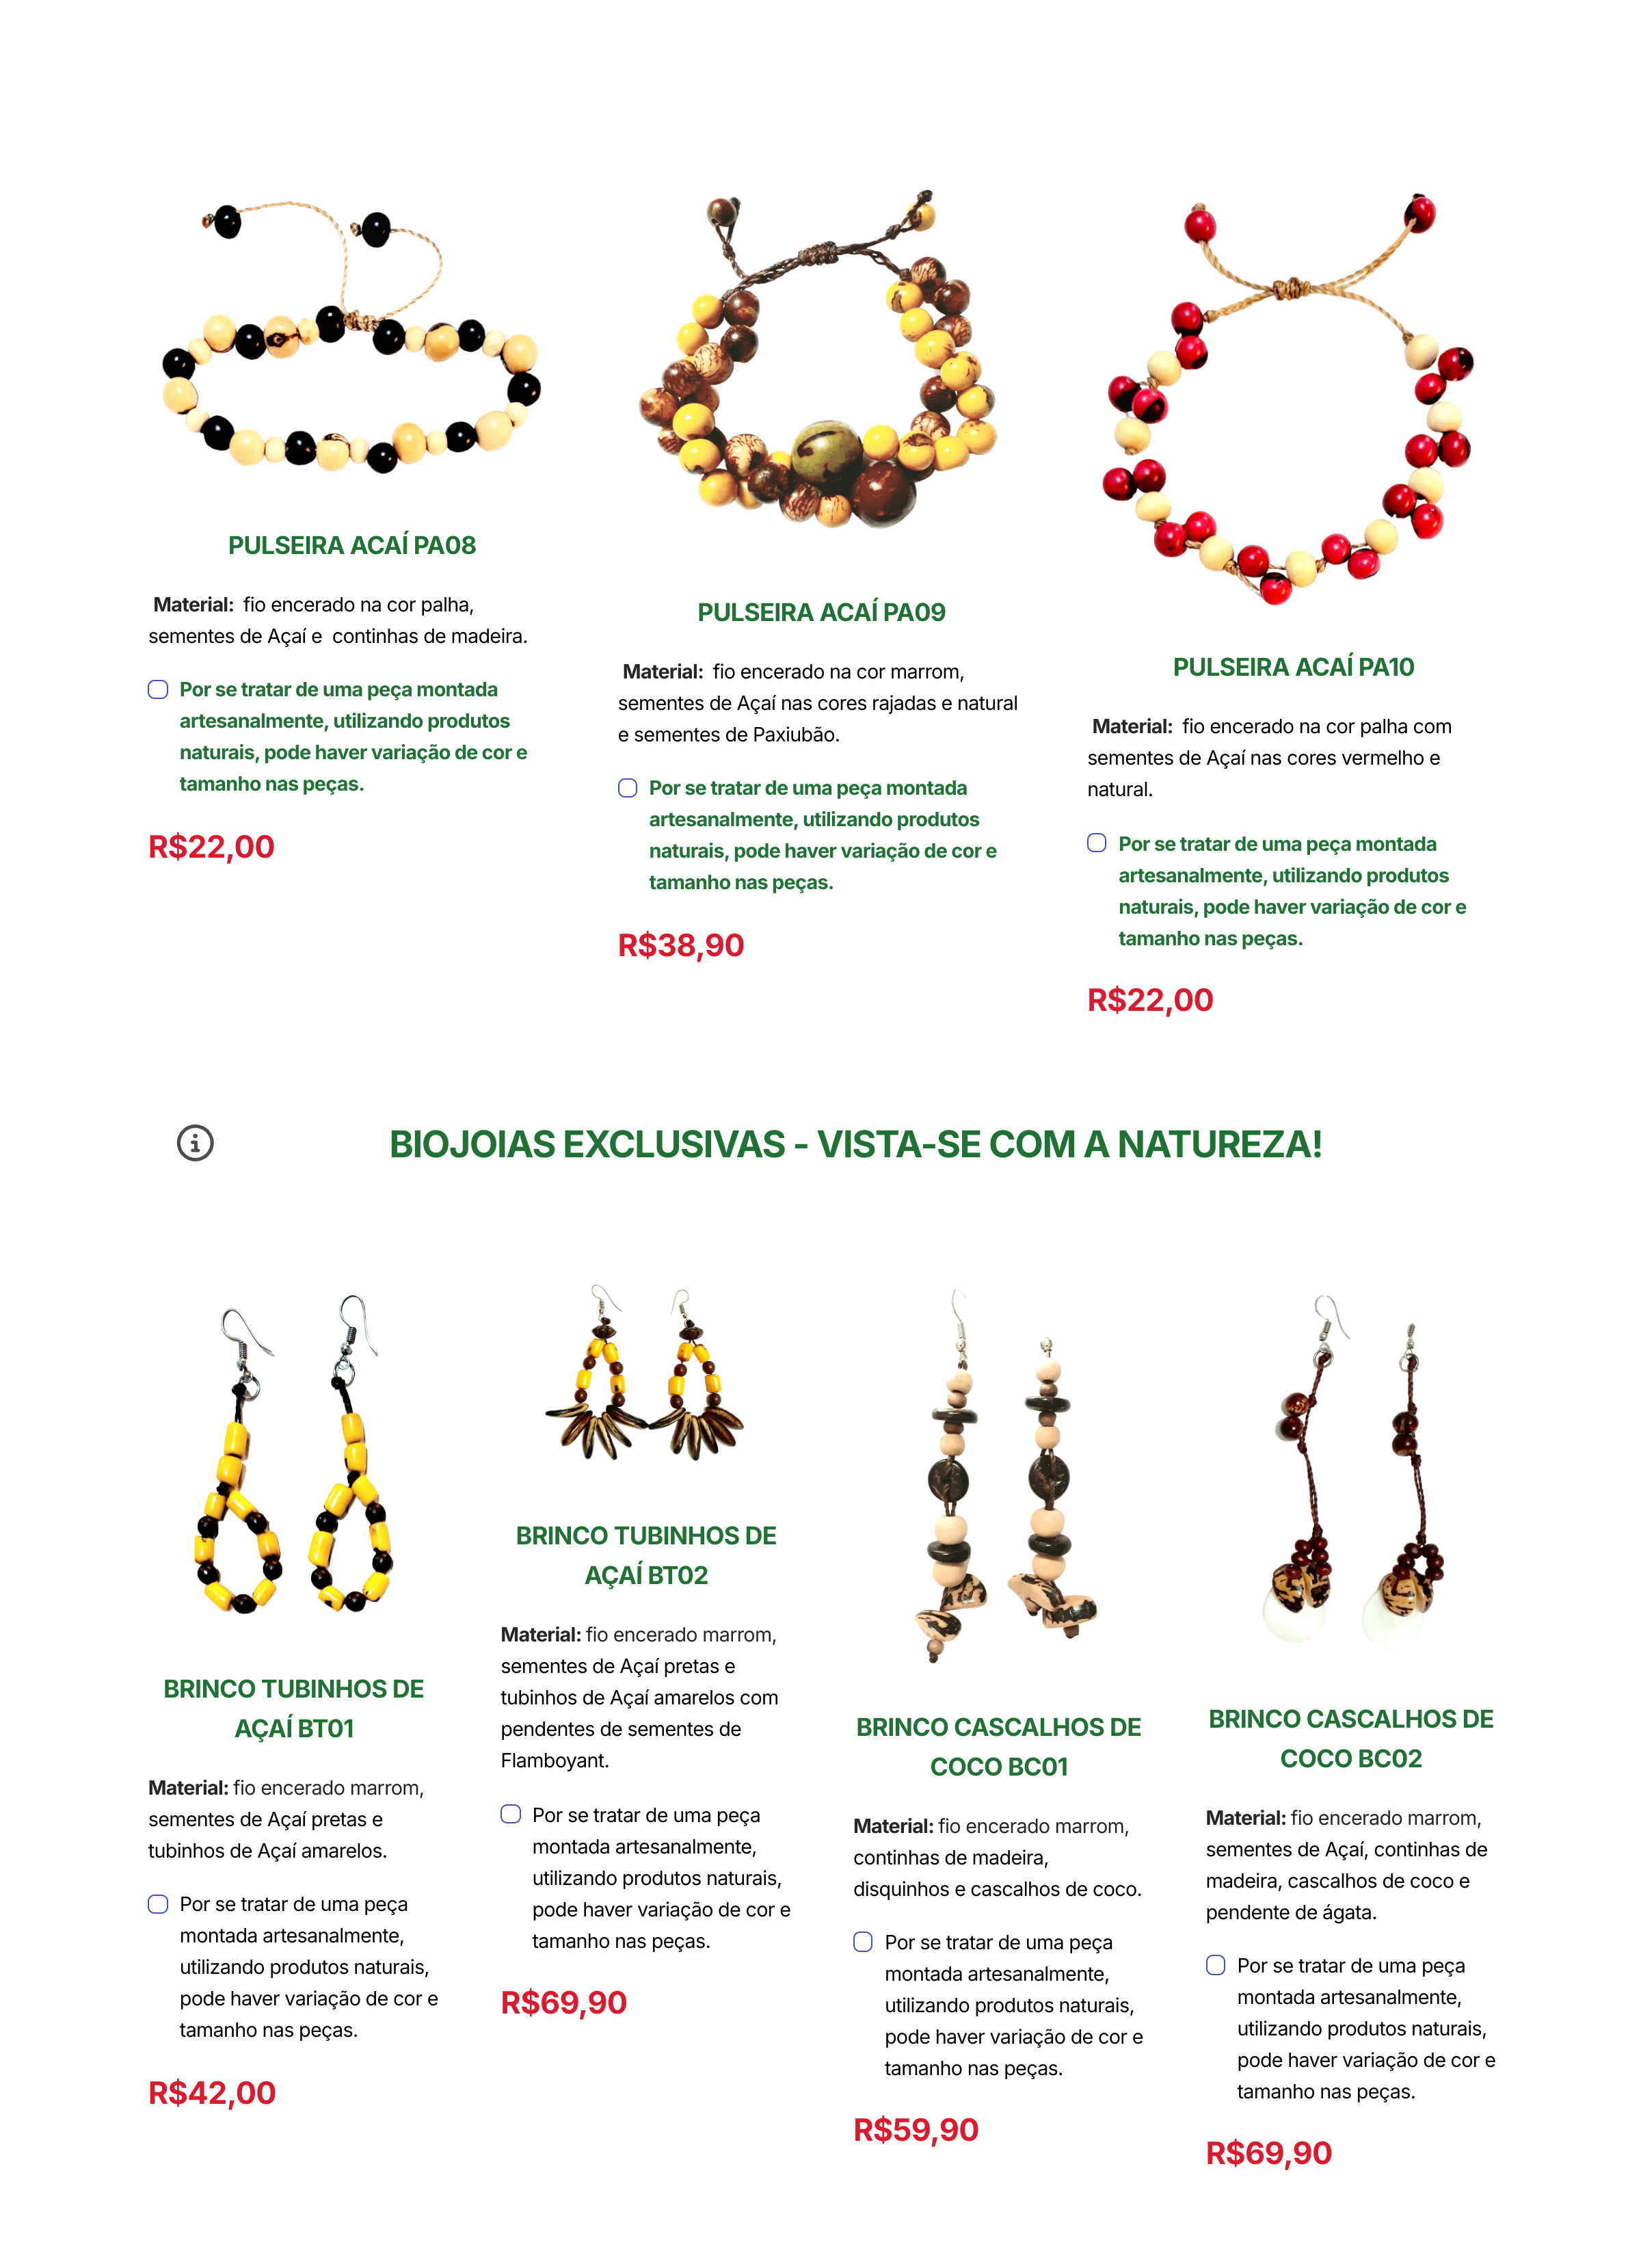 PULSEIRA ACAÍ PA08
Material: fio encerado na cor palha,
sementes de Açaí e continhas de madeira.
Por se tratar de uma peça montada
artesanalmente, utilizando produtos
naturais, pode haver variação de cor e
tamanho nas peças.
R$22,00
PULSEIRA ACAÍ PA09
Material: fio encerado na cor marrom,
sementes de Açaí nas cores rajadas e natural
e sementes de Paxiubão.
Por se tratar de uma peça montada
artesanalmente, utilizando produtos
naturais, pode haver variação de cor e
tamanho nas peças.
R$38,90
PULSEIRA ACAÍ PA10
Material: fio encerado na cor palha com
sementes de Açaí nas cores vermelho e
natural.
Por se tratar de uma peça montada
artesanalmente, utilizando produtos
naturais, pode haver variação de cor e
tamanho nas peças.
R$22,00
BIOJOIAS EXCLUSIVAS - VISTA-SE COM A NATUREZA!
BRINCO TUBINHOS DE
AÇAÍ BT01
Material: fio encerado marrom,
sementes de Açaí pretas e
tubinhos de Açaí amarelos.
Por se tratar de uma peça
montada artesanalmente,
utilizando produtos naturais,
pode haver variação de cor e
tamanho nas peças.
R$42,00
BRINCO TUBINHOS DE
AÇAÍ BT02
Material: fio encerado marrom,
sementes de Açaí pretas e
tubinhos de Açaí amarelos com
pendentes de sementes de
Flamboyant.
Por se tratar de uma peça
montada artesanalmente,
utilizando produtos naturais,
pode haver variação de cor e
tamanho nas peças.
R$69,90
BRINCO CASCALHOS DE
COCO BC01
Material: fio encerado marrom,
continhas de madeira,
disquinhos e cascalhos de coco.
Por se tratar de uma peça
montada artesanalmente,
utilizando produtos naturais,
pode haver variação de cor e
tamanho nas peças.
R$59,90
BRINCO CASCALHOS DE
COCO BC02
Material: fio encerado marrom,
sementes de Açaí, continhas de
madeira, cascalhos de coco e
pendente de ágata.
Por se tratar de uma peça
montada artesanalmente,
utilizando produtos naturais,
pode haver variação de cor e
tamanho nas peças.
R$69,90